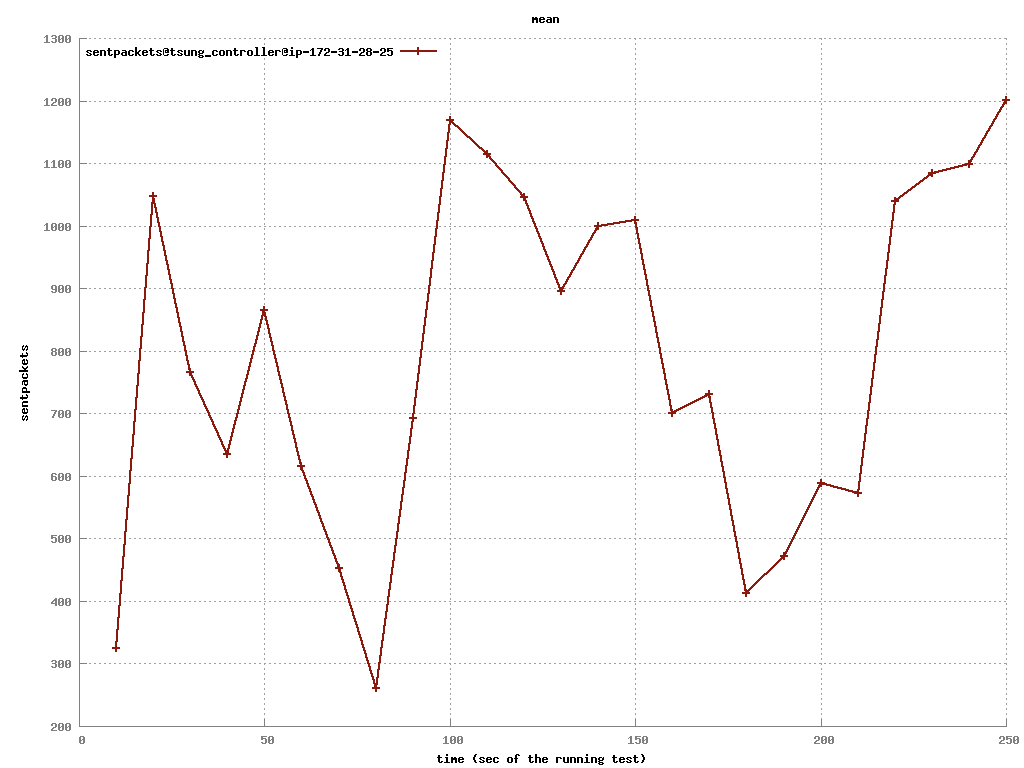 mean
1300
sentpackets@tsung_controller@ip-172-31-28-25
1200
1100
1000
900
800
sentpackets
700
600
500
400
300
200
0 50 100 150 200 250
time (sec of the running test)